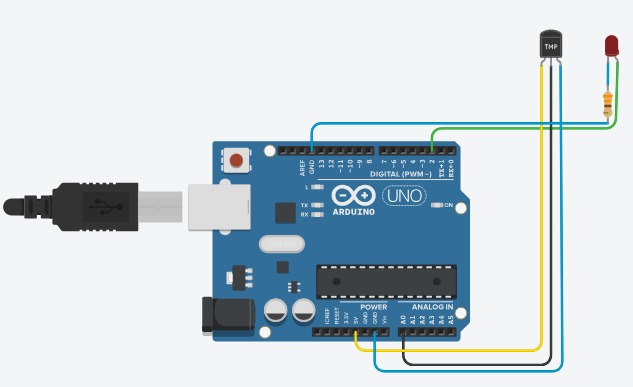 TMP
AREF
GND
13
12
~11
~10
~9
8
7
~6
~5
4
~3
2
TX→1
RX←0
DIGITAL (PWM~)
L
TX
RX
ARDUINO
UNO
ON
POWER
ANALOG IN
IOREF
RESET
3.3V
5V
GND
GND
Vin
A0
A1
A2
A3
A4
A5